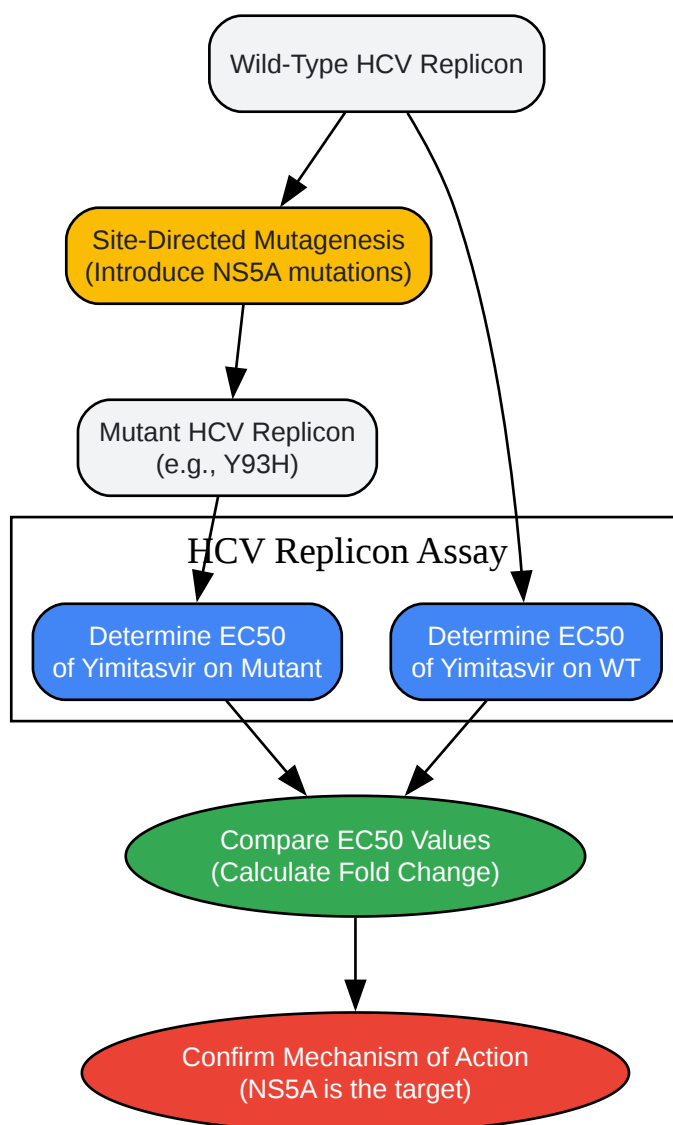 Wild-Type HCV Replicon
Site-Directed Mutagenesis
(Introduce NS5A mutations)
Mutant HCV Replicon
(e.g., Y93H)
HCV Replicon Assay
Determine EC50
of Yimitasvir on Mutant
Determine EC50
of Yimitasvir on WT
Compare EC50 Values
(Calculate Fold Change)
Confirm Mechanism of Action
(NS5A is the target)